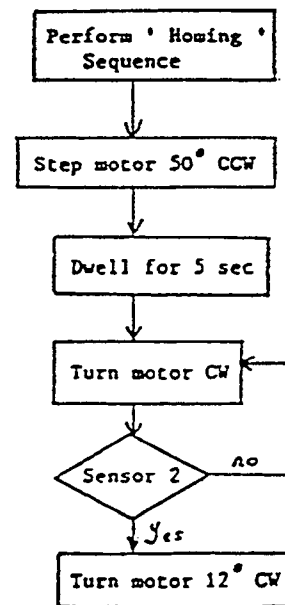 Perform ' Homing '
Sequence
Step motor 50° CCW
Dwell for 5 sec
Turn motor CW
Sensor 2
no
Yes
Turn motor 12° CW